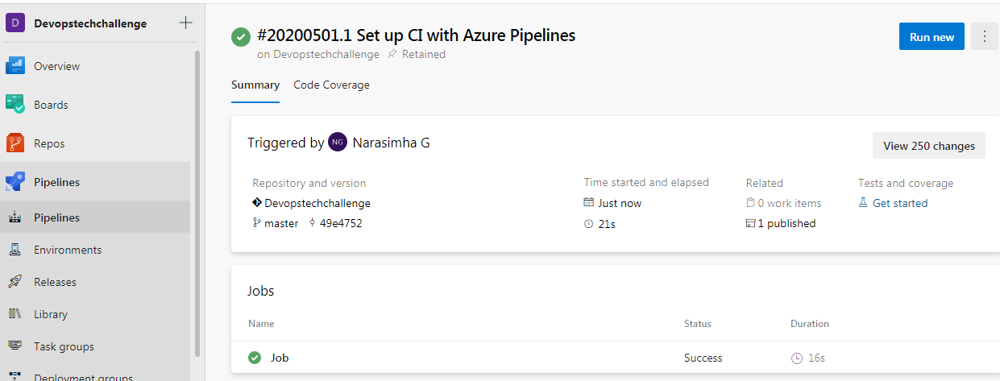 D Devopstechchallenge +
Overview
Boards
Repos
Pipelines
Pipelines
Environments
Releases
Library
Task groups
Deployment groups
#20200501.1 Set up CI with Azure Pipelines
on Devopstechchallenge Retained
Run new
Summary Code Coverage
Triggered by NG Narasimha G
View 250 changes
Repository and version Time started and elapsed Related Tests and coverage
Devopstechchallenge Just now 0 work items Get started
master 49e4752 21s 1 published
Jobs
Name Status Duration
Job Success 16s